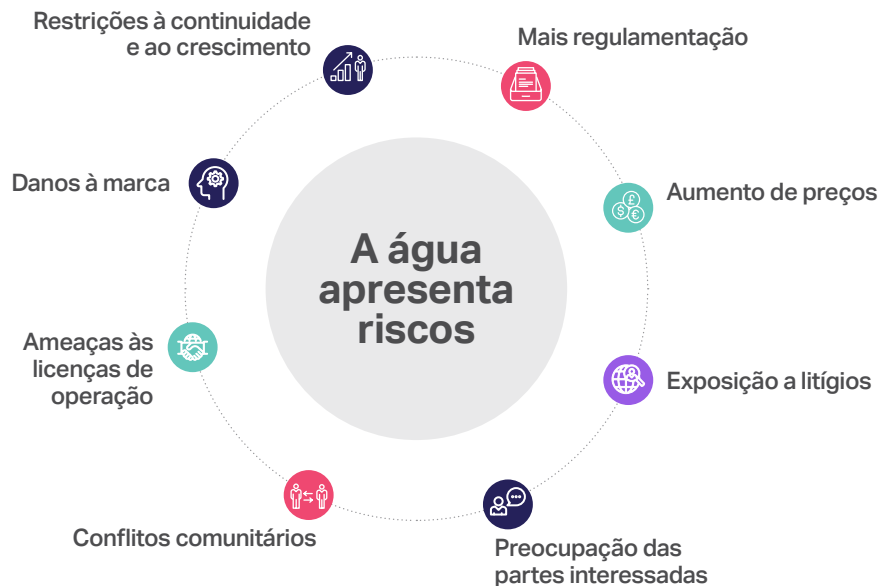 Restrições à continuidade
e ao crescimento
Mais regulamentação
Danos à marca
Aumento de preços
A água
apresenta
riscos
Ameaças às
licenças de
operação
Exposição a litígios
Conflitos comunitários
Preocupação das
partes interessadas
$
£
€